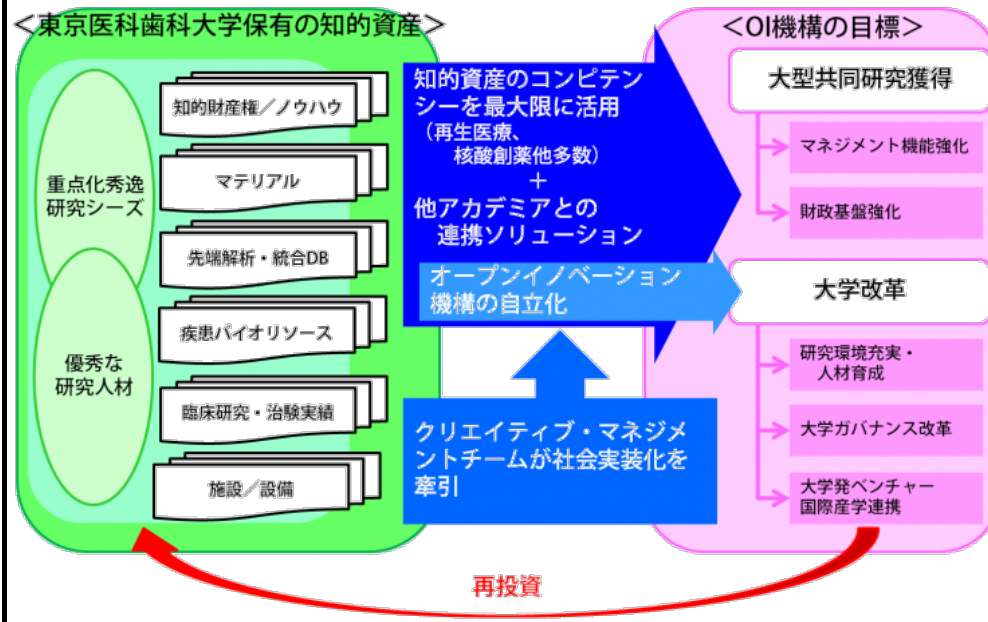 ＜東京医科歯科大学保有の知的資産＞
重点化秀逸
研究シーズ
優秀な
研究人材
知的財産権／ノウハウ
マテリアル
先端解析・統合DB
疾患バイオリソース
臨床研究・治験実績
施設／設備
知的資産のコンピテン
シーを最大限に活用
（再生医療、
核酸創薬他多数）
＋
他アカデミアとの
連携ソリューション
オープンイノベーション
機構の自立化
クリエイティブ・マネジメ
ントチームが社会実装化を
牽引
＜OI機構の目標＞
大型共同研究獲得
マネジメント機能強化
財政基盤強化
大学改革
研究環境充実・
人材育成
大学ガバナンス改革
大学発ベンチャー
国際産学連携
再投資